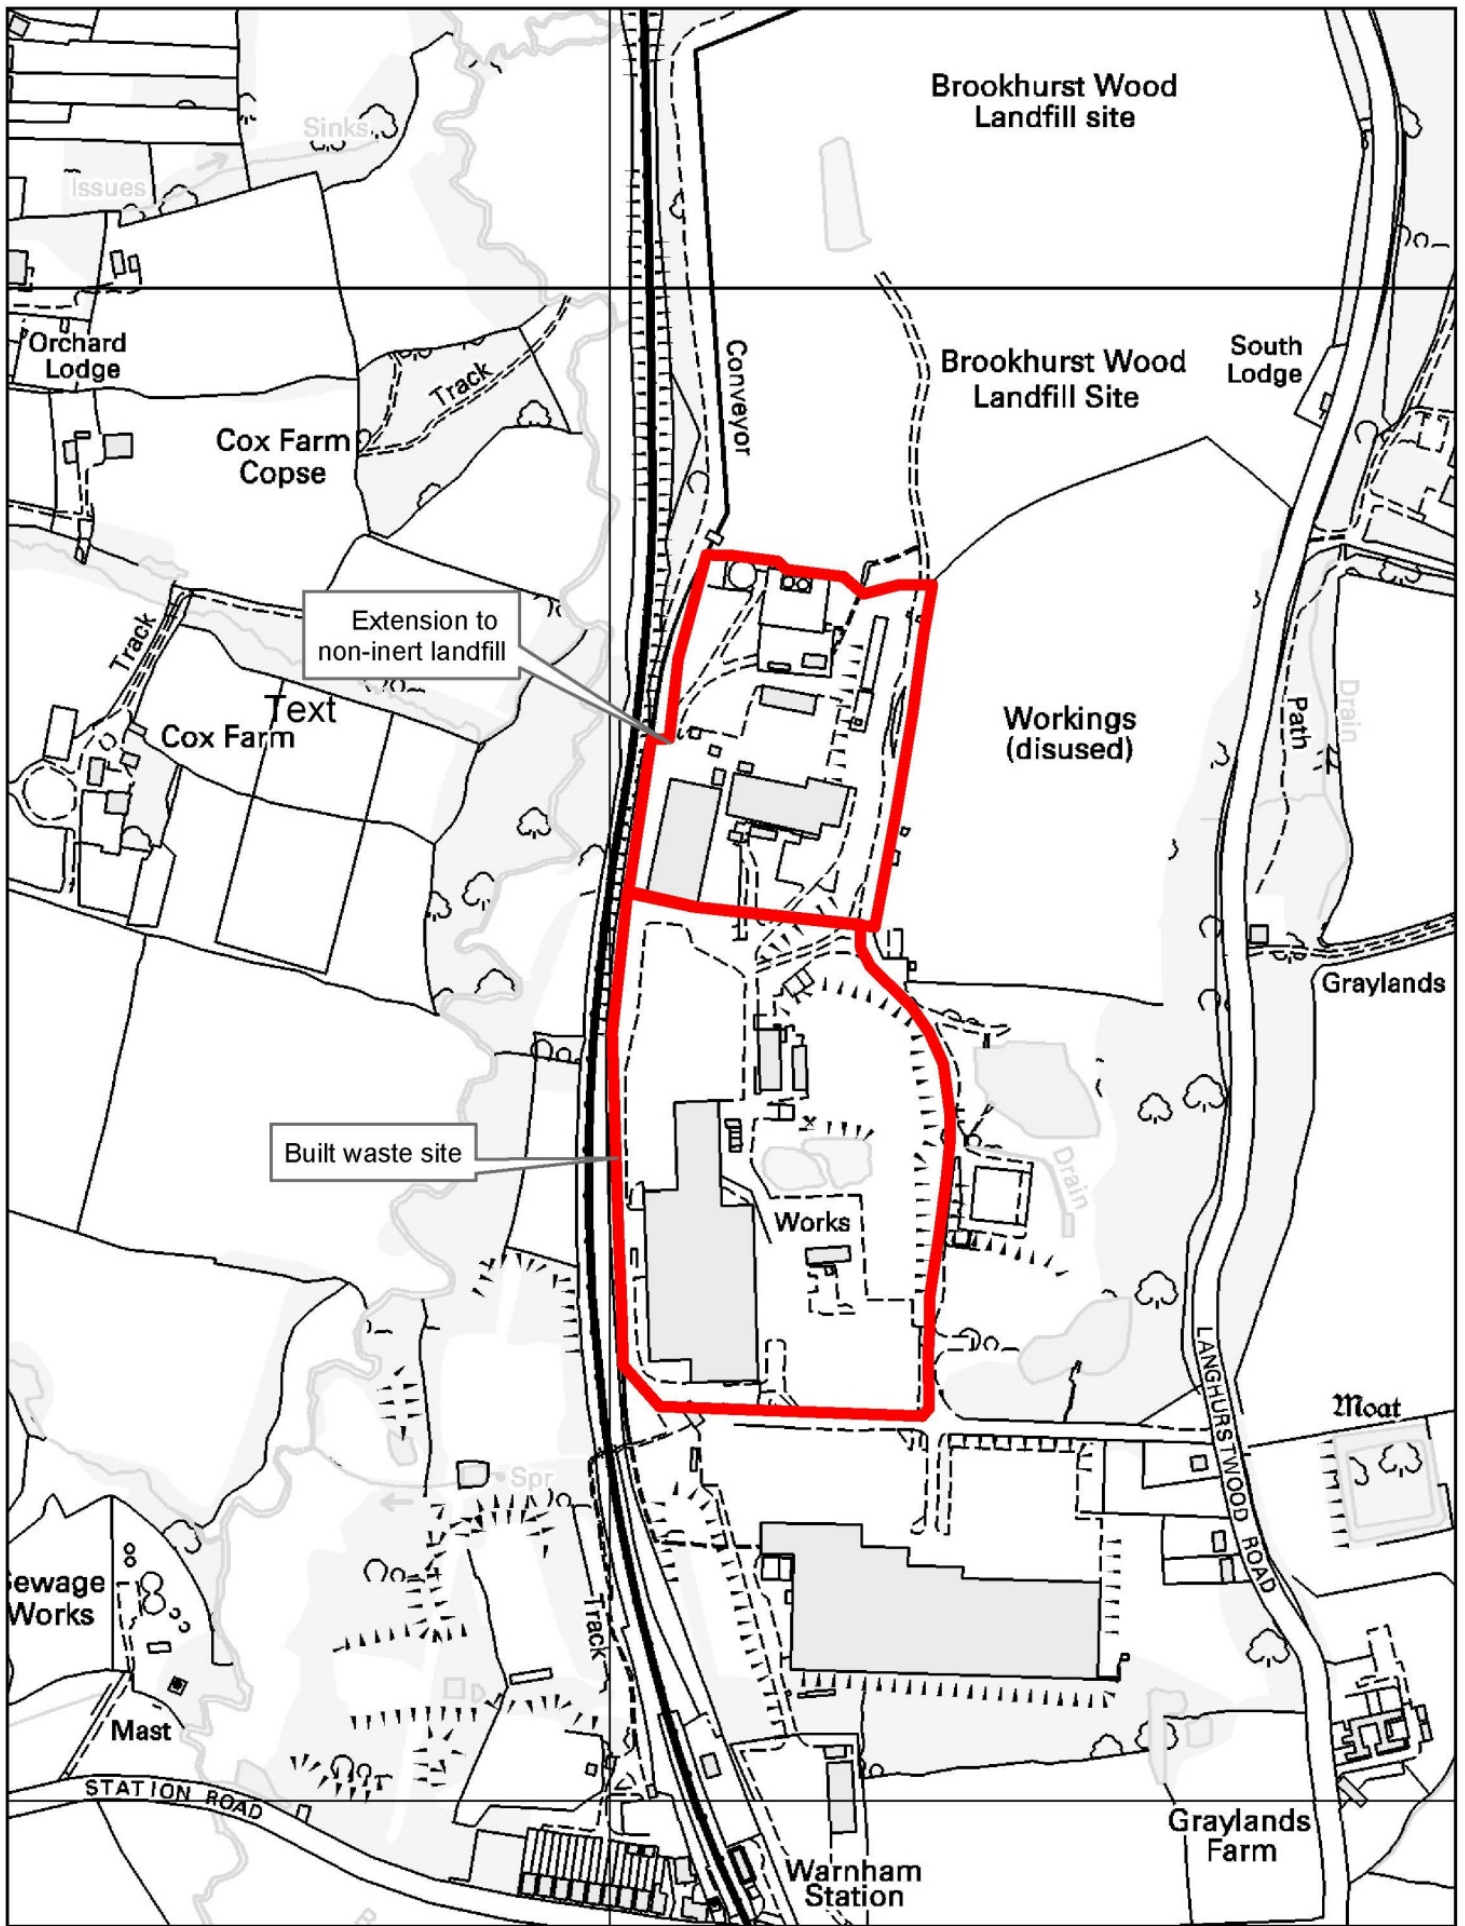 Brookhurst Wood
Landfill site
Sinks
Issues
Orchard
Lodge
Conveyor
Brookhurst Wood
Landfill Site
South
Lodge
Track
Cox Farm
Copse
Extension to
non-inert landfill
Track
Text
Cox Farm
Workings
(disused)
Path
Drain
Graylands
Built waste site
Drain
Works
LANGHURSTWOOD ROAD
Moat
Spr
Sewage
Works
Track
Mast
STATION ROAD
Graylands
Farm
Warnham
Station